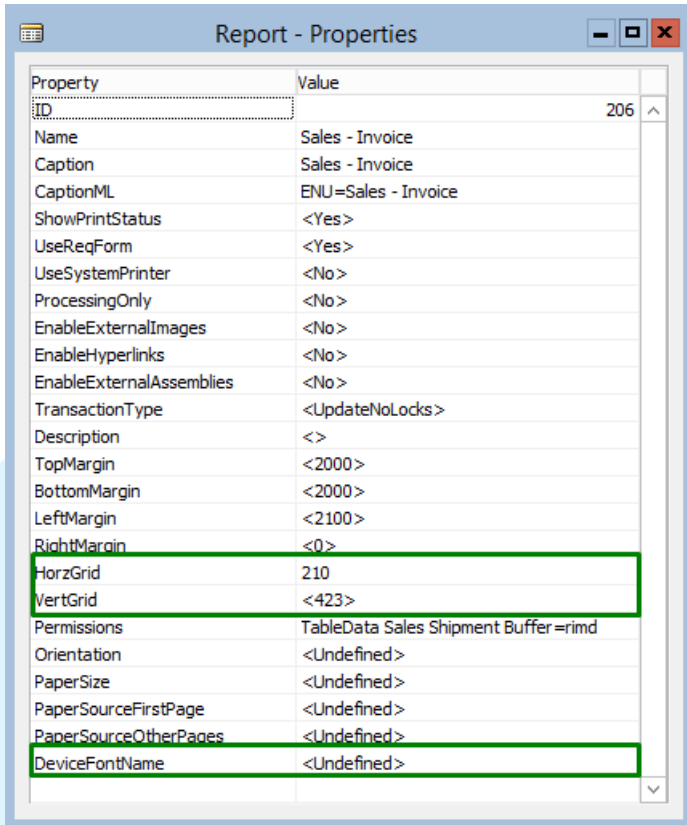 Report - Properties
Property Value
ID 206
Name Sales - Invoice
Caption Sales - Invoice
CaptionML ENU=Sales - Invoice
ShowPrintStatus <Yes>
UseReqForm <Yes>
UseSystemPrinter <No>
ProcessingOnly <No>
EnableExternalImages <No>
EnableHyperlinks <No>
EnableExternalAssemblies <No>
TransactionType <UpdateNoLocks>
Description <>
TopMargin <2000>
BottomMargin <2000>
LeftMargin <2100>
RightMargin <0>
HorzGrid 210
VertGrid <423>
Permissions TableData Sales Shipment Buffer=rimd
Orientation <Undefined>
PaperSize <Undefined>
PaperSourceFirstPage <Undefined>
PaperSourceOtherPages <Undefined>
DeviceFontName <Undefined>